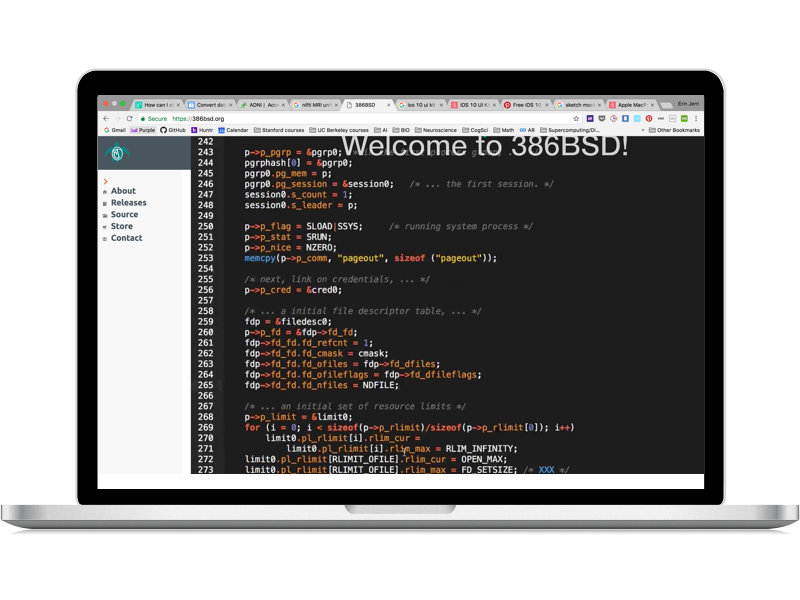 How can I st
Convert dat
ADNI | Acce
nifti MRI uni
386BSD
ios 10 ui kit
iOS 10 UI K
Free iOS 10
sketch mock
Apple MacP
Erin Jerri
Secure https://386bsd.org
Gmail Purple GitHub Huntr Calendar Stanford courses UC Berkeley courses AI BIO Neuroscience CogSci Math AR Supercomputing/Di... » Other Bookmarks
About
Releases
Source
Store
Contact
Welcome to 386BSD!
242
243 p->p_pgrp = &pgrp0;
244 pgrphash[0] = &pgrp0;
245 pgrp0.pg_mem = p;
246 pgrp0.pg_session = &session0; /* ... the first session. */
247 session0.s_count = 1;
248 session0.s_leader = p;
249
250 p->p_flag = SLOAD|SSYS; /* running system process */
251 p->p_stat = SRUN;
252 p->p_nice = NZERO;
253 memcpy(p->p_comm, "pageout", sizeof ("pageout"));
254
255 /* next, link on credentials, ... */
256 p->p_cred = &cred0;
257
258 /* ... a initial file descriptor table, ... */
259 fdp = &filedesc0;
260 p->p_fd = &fdp->fd_fd;
261 fdp->fd_fd.fd_refcnt = 1;
262 fdp->fd_fd.fd_cmask = cmask;
263 fdp->fd_fd.fd_ofiles = fdp->fd_dfiles;
264 fdp->fd_fd.fd_ofileflags = fdp->fd_dfileflags;
265 fdp->fd_fd.fd_nfiles = NDFILE;
266
267 /* ... an initial set of resource limits */
268 p->p_limit = &limit0;
269 for (i = 0; i < sizeof(p->p_rlimit)/sizeof(p->p_rlimit[0]); i++)
270 limit0.pl_rlimit[i].rlim_cur =
271 limit0.pl_rlimit[i].rlim_max = RLIM_INFINITY;
272 limit0.pl_rlimit[RLIMIT_OFILE].rlim_cur = OPEN_MAX;
273 limit0.pl_rlimit[RLIMIT_OFILE].rlim_max = FD_SETSIZE; /* XXX */